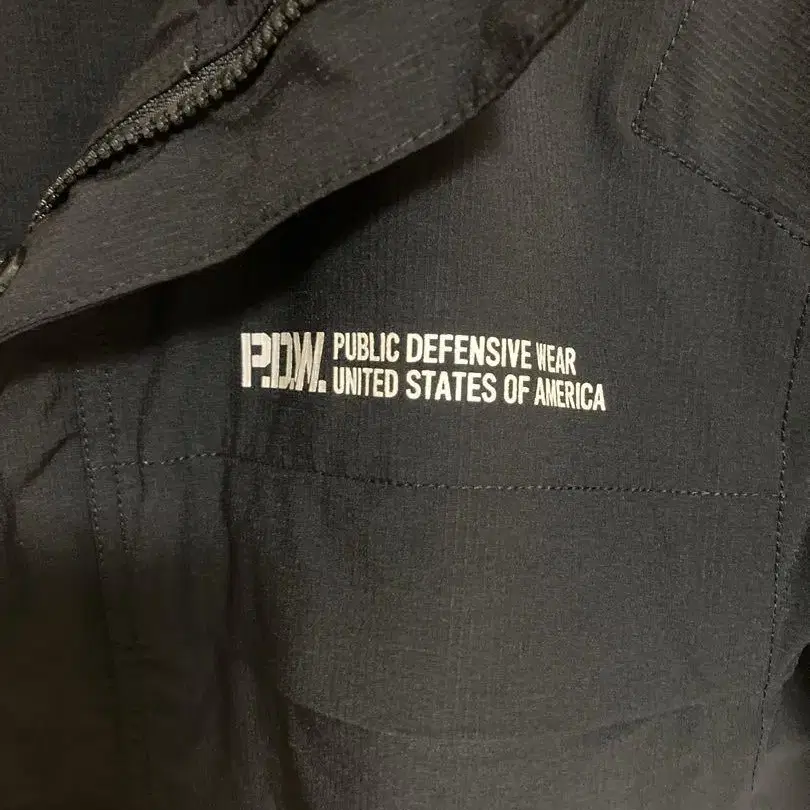 P.D.W. PUBLIC DEFENSIVE WEAR
UNITED STATES OF AMERICA